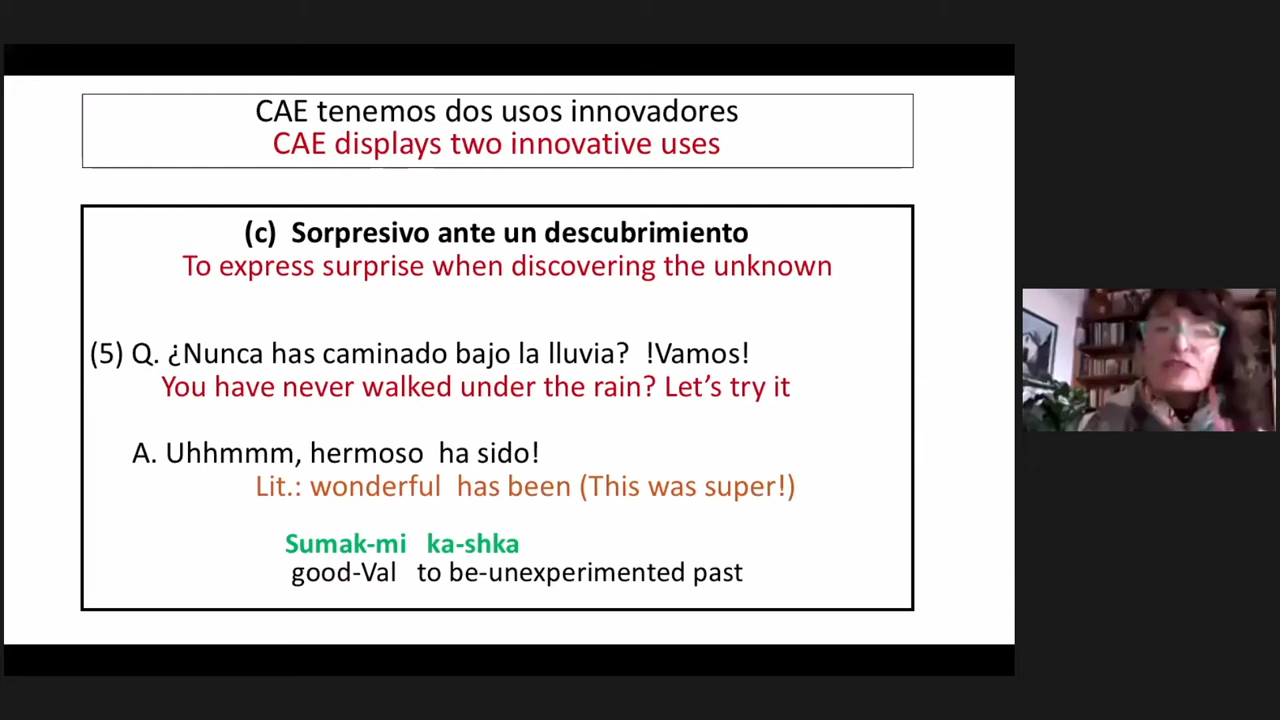 CAE tenemos dos usos innovadores
CAE displays two innovative uses
(c) Sorpresivo ante un descubrimiento
To express surprise when discovering the unknown
(5) Q. ¿Nunca has caminado bajo la lluvia? !Vamos!
You have never walked under the rain? Let’s try it
A. Uhhmmm, hermoso ha sido!
Lit.: wonderful has been (This was super!)
Sumak-mi ka-shka
good-Val to be-unexperimented past